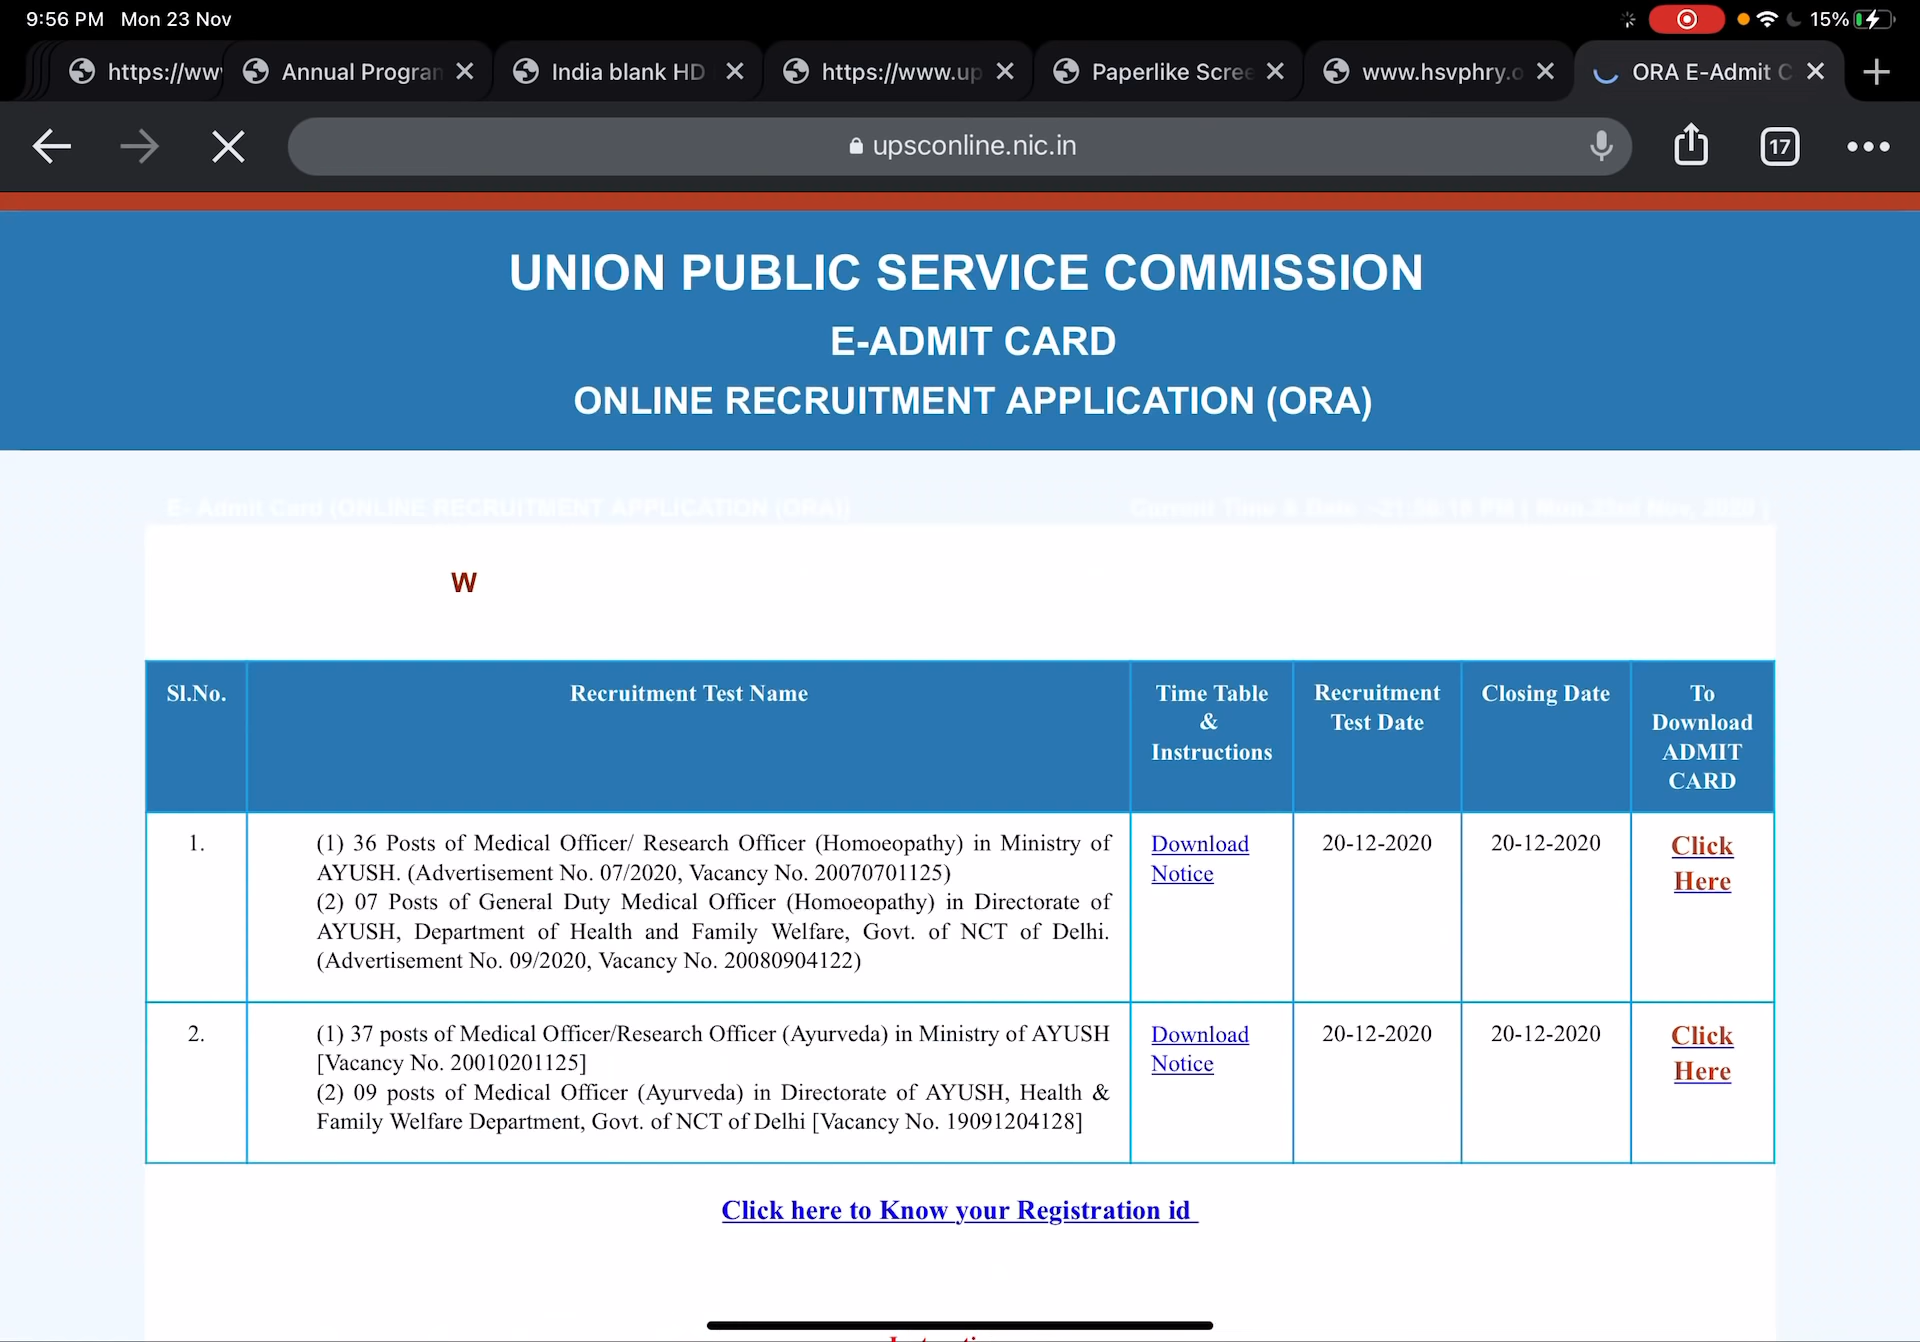 9:56 PM Mon 23 Nov
15%
https://ww
Annual Progran
India blank HD
https://www.up
Paperlike Scree
www.hsvphry.o
ORA E-Admit C
upsconline.nic.in
17
UNION PUBLIC SERVICE COMMISSION
E-ADMIT CARD
ONLINE RECRUITMENT APPLICATION (ORA)
E- Admit Card (ONLINE RECRUITMENT APPLICATION (ORA))
W
Sl.No.
Recruitment Test Name
Time Table
&
Instructions
Recruitment
Test Date
Closing Date
To
Download
ADMIT
CARD
1.
(1) 36 Posts of Medical Officer/ Research Officer (Homoeopathy) in Ministry of
AYUSH. (Advertisement No. 07/2020, Vacancy No. 20070701125)
(2) 07 Posts of General Duty Medical Officer (Homoeopathy) in Directorate of
AYUSH, Department of Health and Family Welfare, Govt. of NCT of Delhi.
(Advertisement No. 09/2020, Vacancy No. 20080904122)
Download
Notice
20-12-2020
20-12-2020
Click
Here
2.
(1) 37 posts of Medical Officer/Research Officer (Ayurveda) in Ministry of AYUSH
[Vacancy No. 20010201125]
(2) 09 posts of Medical Officer (Ayurveda) in Directorate of AYUSH, Health &
Family Welfare Department, Govt. of NCT of Delhi [Vacancy No. 19091204128]
Download
Notice
20-12-2020
20-12-2020
Click
Here
Click here to Know your Registration id